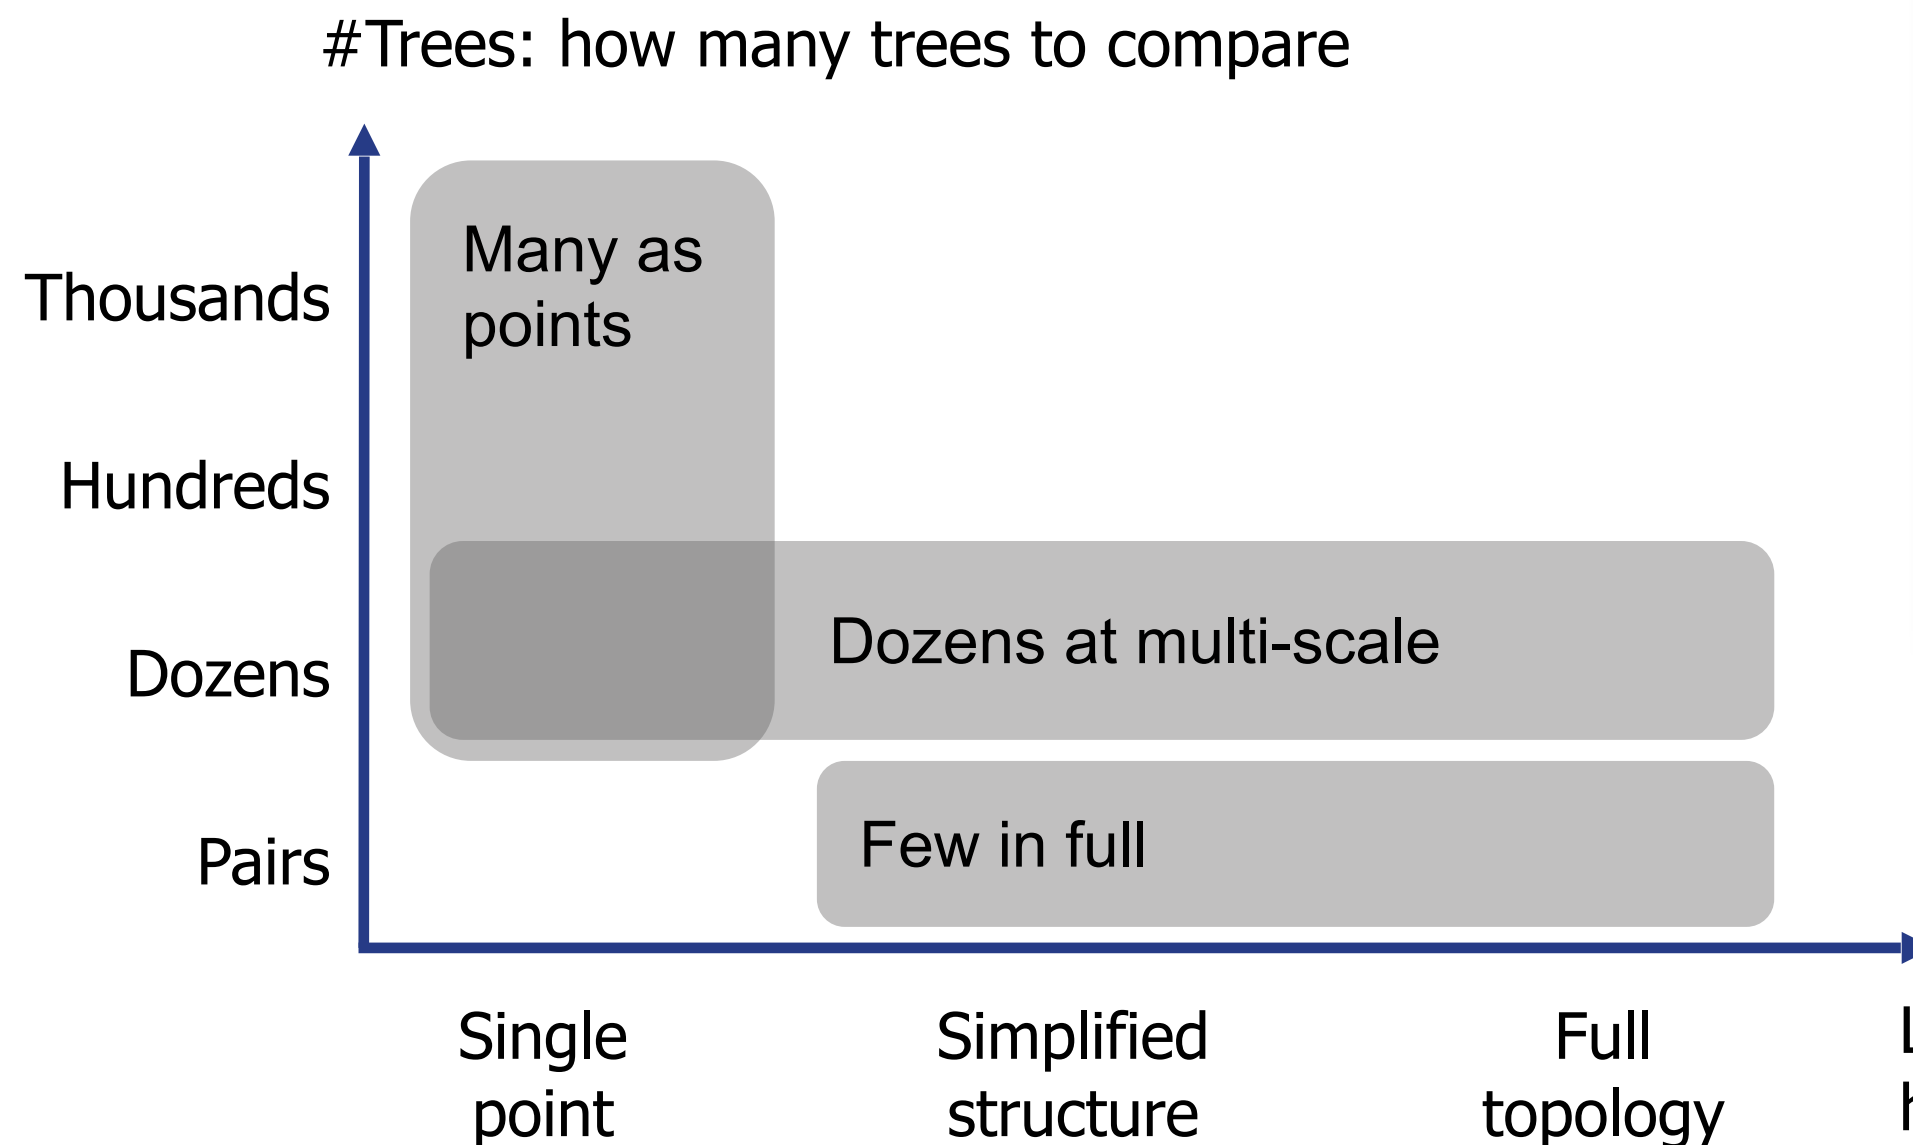 #Trees: how many trees to compare
Many as
points
Thousands
Hundreds
Dozens at multi-scale
Dozens
Few in full
Pairs
Single
point
Simplified
structure
Full
topology